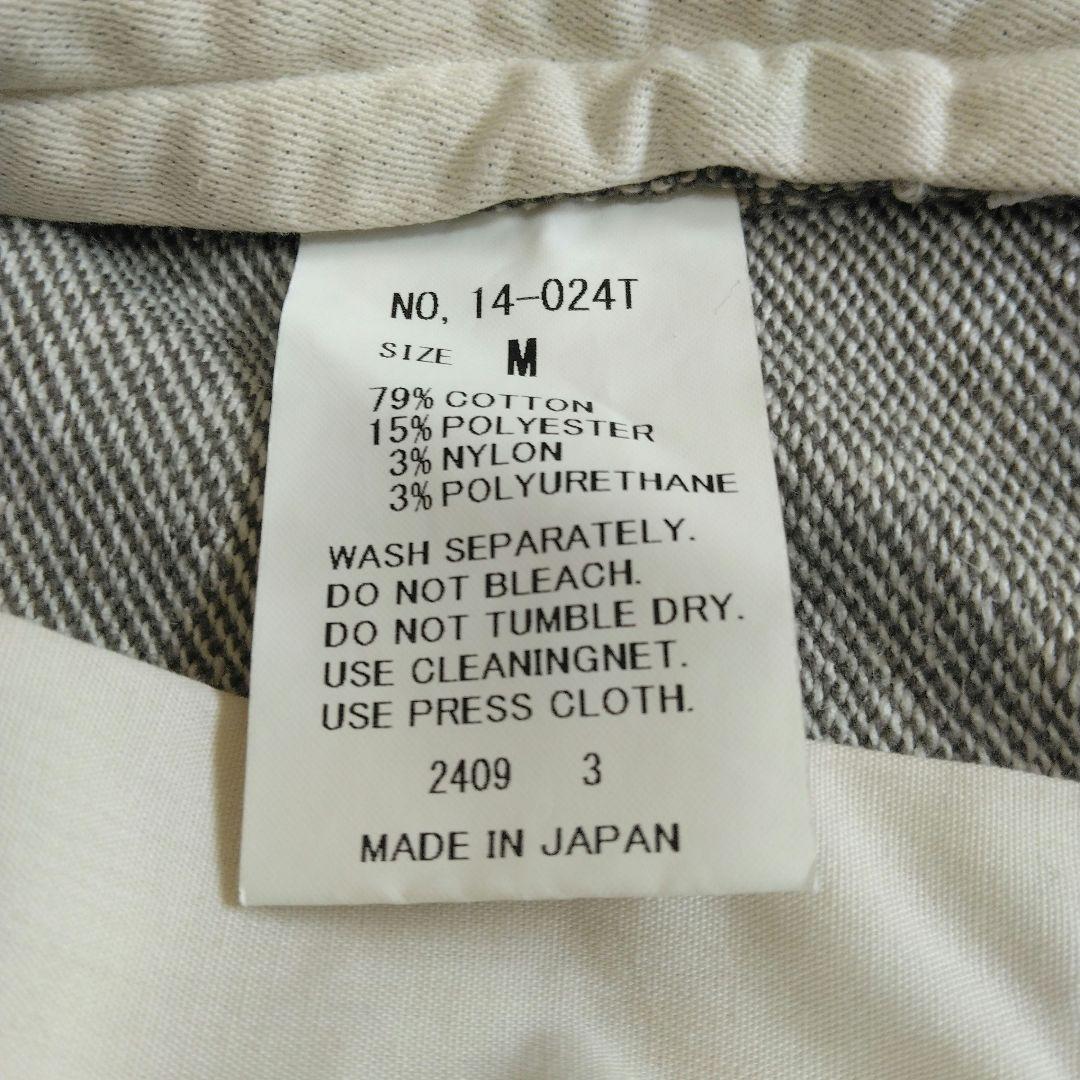 NO, 14-024T
SIZE M
79% COTTON
15% POLYESTER
3% NYLON
3% POLYURETHANE
WASH SEPARATELY.
DO NOT BLEACH.
DO NOT TUMBLE DRY.
USE CLEANINGNET.
USE PRESS CLOTH.
2409 3
MADE IN JAPAN